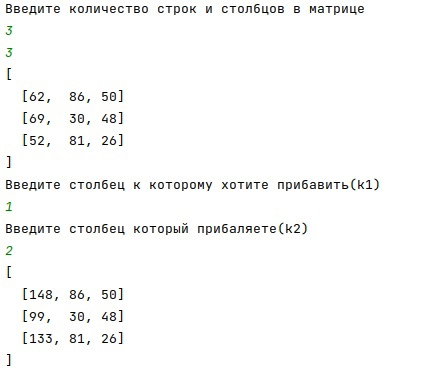 Введите количество строк и столбцов в матрице
3
3
[
  [62,  86, 50]
  [69,  30, 48]
  [52,  81, 26]
]
Введите столбец к которому хотите прибавить(k1)
1
Введите столбец который прибаляете(k2)
2
[
  [148, 86, 50]
  [99,  30, 48]
  [133, 81, 26]
]